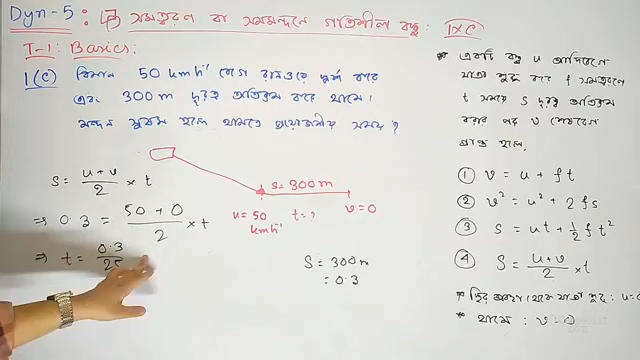 Dyn-5: সমত্বরণ বা সমমন্দনে গতিশীল বস্তু: IXC
T-1: Basics:
1(c) বিমান 50 kmh⁻¹ বেগে রানওয়ে স্পর্শ করে
এবং 300 m দূরত্ব অতিক্রম করে থামে।
মন্দন সুষম হলে থামতে প্রয়োজনীয় সময়?
S = (u+v)/2 × t
⇒ 0.3 = (50+0)/2 × t
⇒ t = 0.3/25
S = 300 m
u = 50 kmh⁻¹
t = ?
v = 0
S = 300m
= 0.3
* একটি বস্তু u আদিবেগে
যাত্রা শুরু করে f সমত্বরণে
t সময়ে s দূরত্ব অতিক্রম
করার পর v শেষবেগ
প্রাপ্ত হলে,
① v = u + ft
② v² = u² + 2fs
③ S = ut + ½ft²
④ S = (u+v)/2 × t
* স্থির অবস্থা থেকে যাত্রা শুরু: u=0
* থামে: v=0